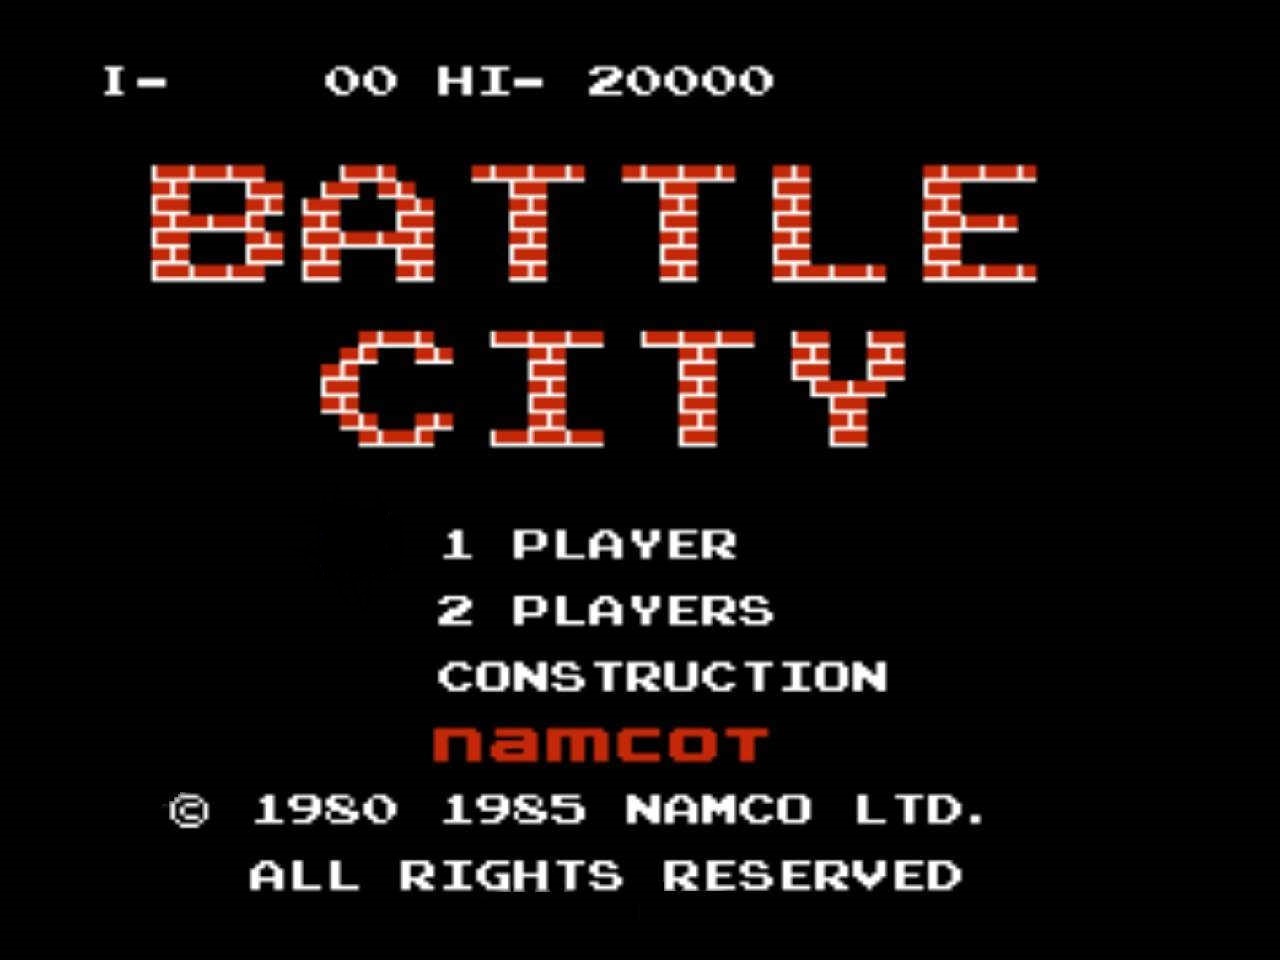 I-     00 HI- 20000
BATTLE
CITY
1 PLAYER
2 PLAYERS
CONSTRUCTION
namcoT
© 1980 1985 NAMCO LTD.
ALL RIGHTS RESERVED